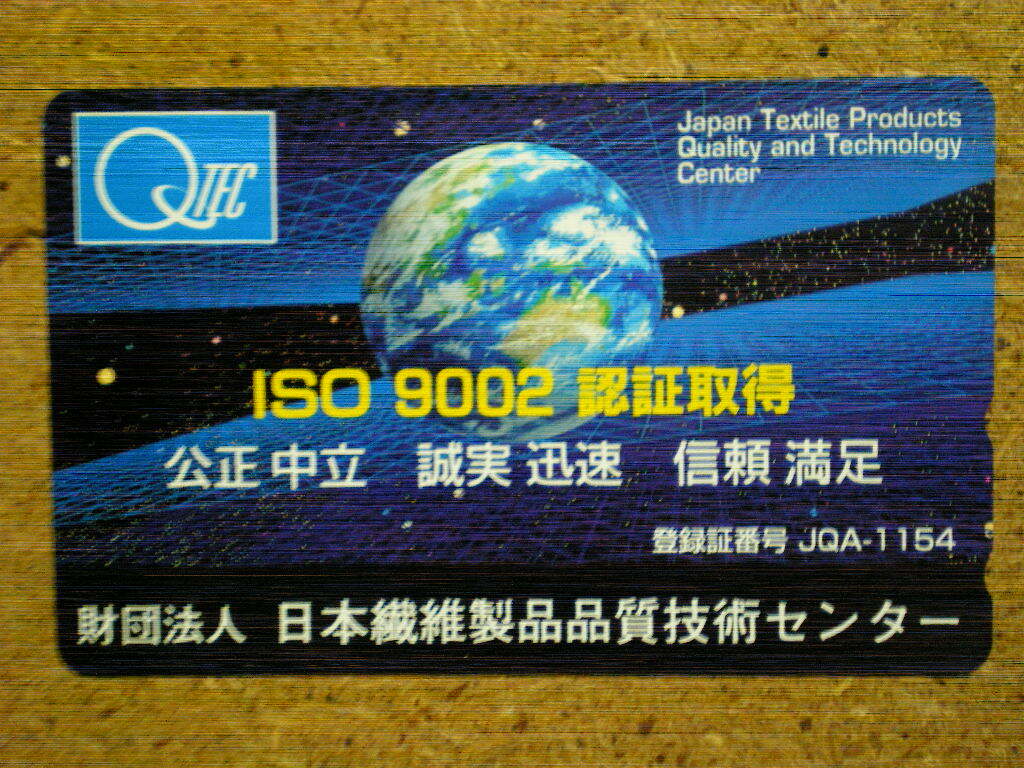 QTEC
Japan Textile Products
Quality and Technology
Center
ISO 9002 認証取得
公正 中立 誠実 迅速 信頼 満足
登録証番号 JQA-1154
財団法人 日本繊維製品品質技術センター